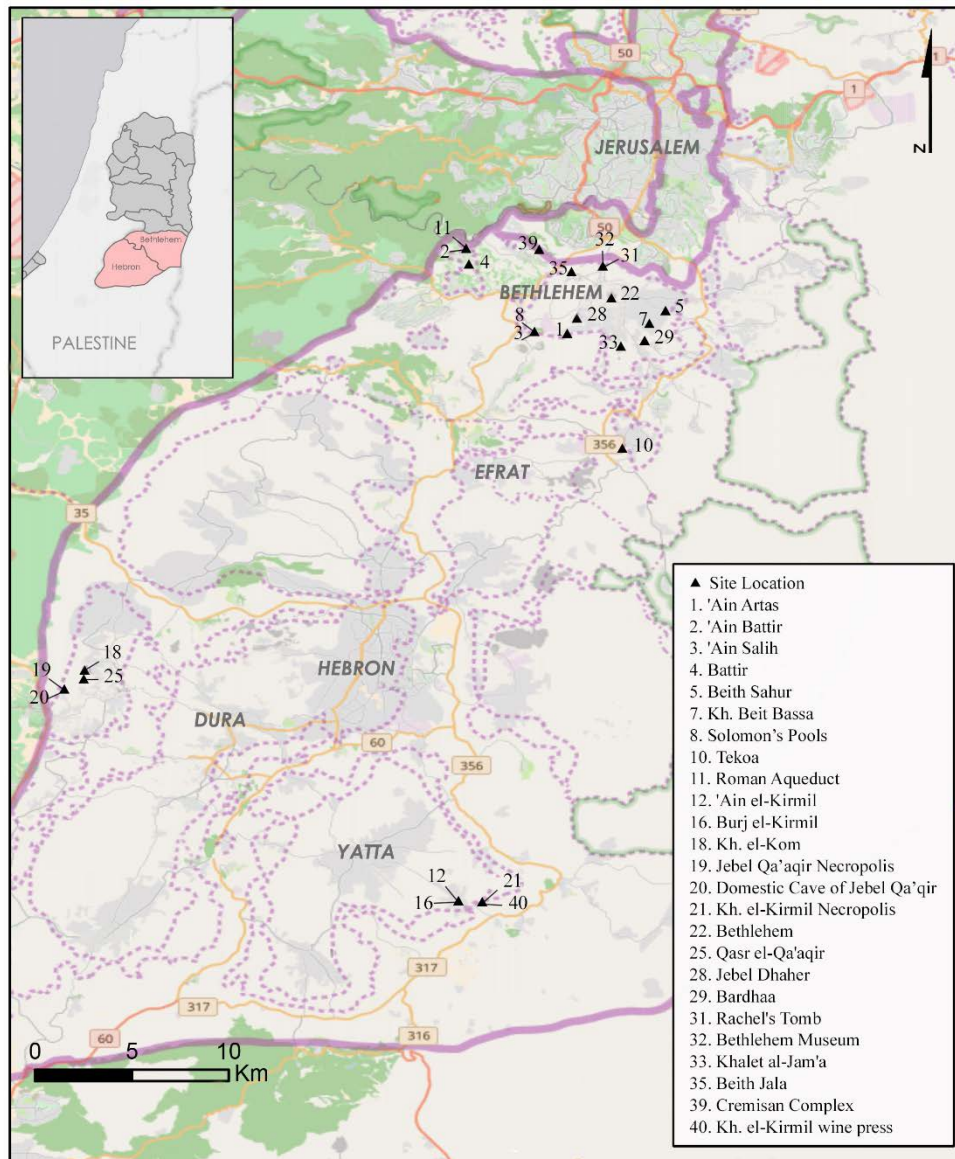 50
1
1
JERUSALEM
N
Bethlehem
Hebron
PALESTINE
50
11
39
32
2
4
35
31
BETHLEHEM
22
8
28
7
5
3
1
33
29
356
10
EFRAT
35
18
19
25
20
HEBRON
DURA
60
356
YATTA
12
21
16
40
317
317
60
316
0 5 10
Km
▲ Site Location
1. 'Ain Artas
2. 'Ain Battir
3. 'Ain Salih
4. Battir
5. Beith Sahur
7. Kh. Beit Bassa
8. Solomon's Pools
10. Tekoa
11. Roman Aqueduct
12. 'Ain el-Kirmil
16. Burj el-Kirmil
18. Kh. el-Kom
19. Jebel Qa'aqir Necropolis
20. Domestic Cave of Jebel Qa'qir
21. Kh. el-Kirmil Necropolis
22. Bethlehem
25. Qasr el-Qa'aqir
28. Jebel Dhaher
29. Bardhaa
31. Rachel's Tomb
32. Bethlehem Museum
33. Khalet al-Jam'a
35. Beith Jala
39. Cremisan Complex
40. Kh. el-Kirmil wine press